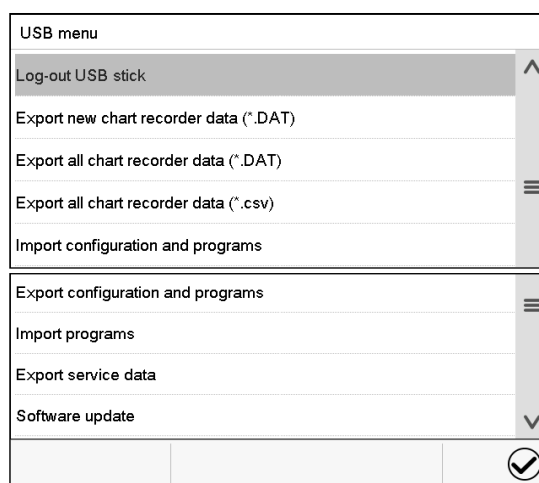 USB menu
Log-out USB stick
Export new chart recorder data (*.DAT)
Export all chart recorder data (*.DAT)
Export all chart recorder data (*.csv)
Import configuration and programs
Export configuration and programs
Import programs
Export service data
Software update